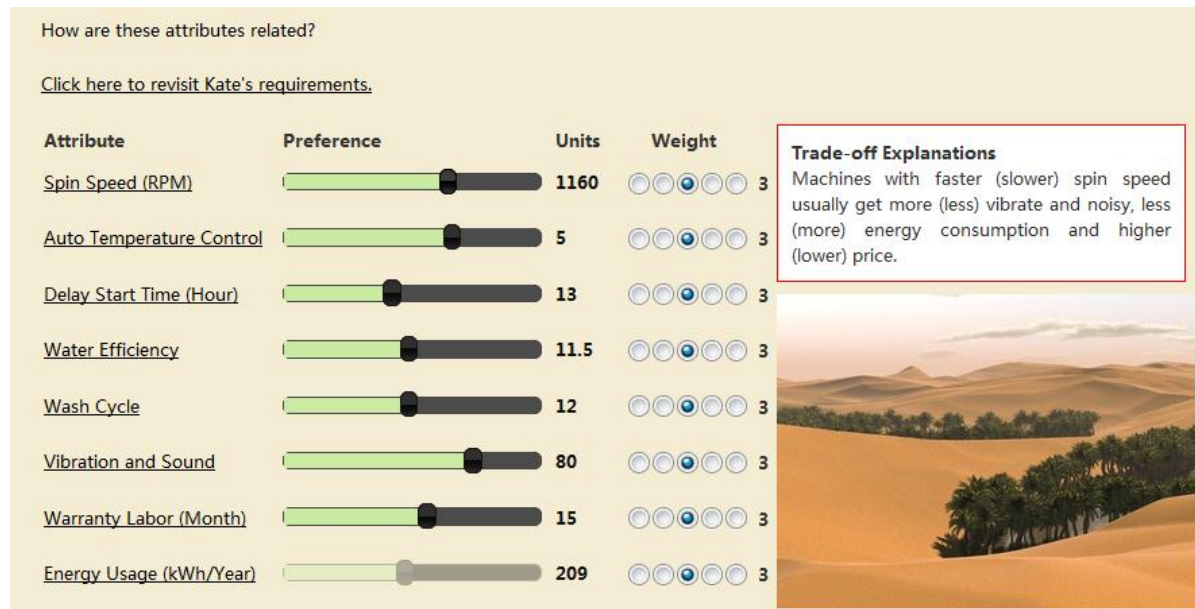 How are these attributes related?
Click here to revisit Kate's requirements.
Attribute Preference Units Weight
Spin Speed (RPM) 1160 3
Auto Temperature Control 5 3
Delay Start Time (Hour) 13 3
Water Efficiency 11.5 3
Wash Cycle 12 3
Vibration and Sound 80 3
Warranty Labor (Month) 15 3
Energy Usage (kWh/Year) 209 3
Trade-off Explanations
Machines with faster (slower) spin speed
usually get more (less) vibrate and noisy, less
(more) energy consumption and higher
(lower) price.